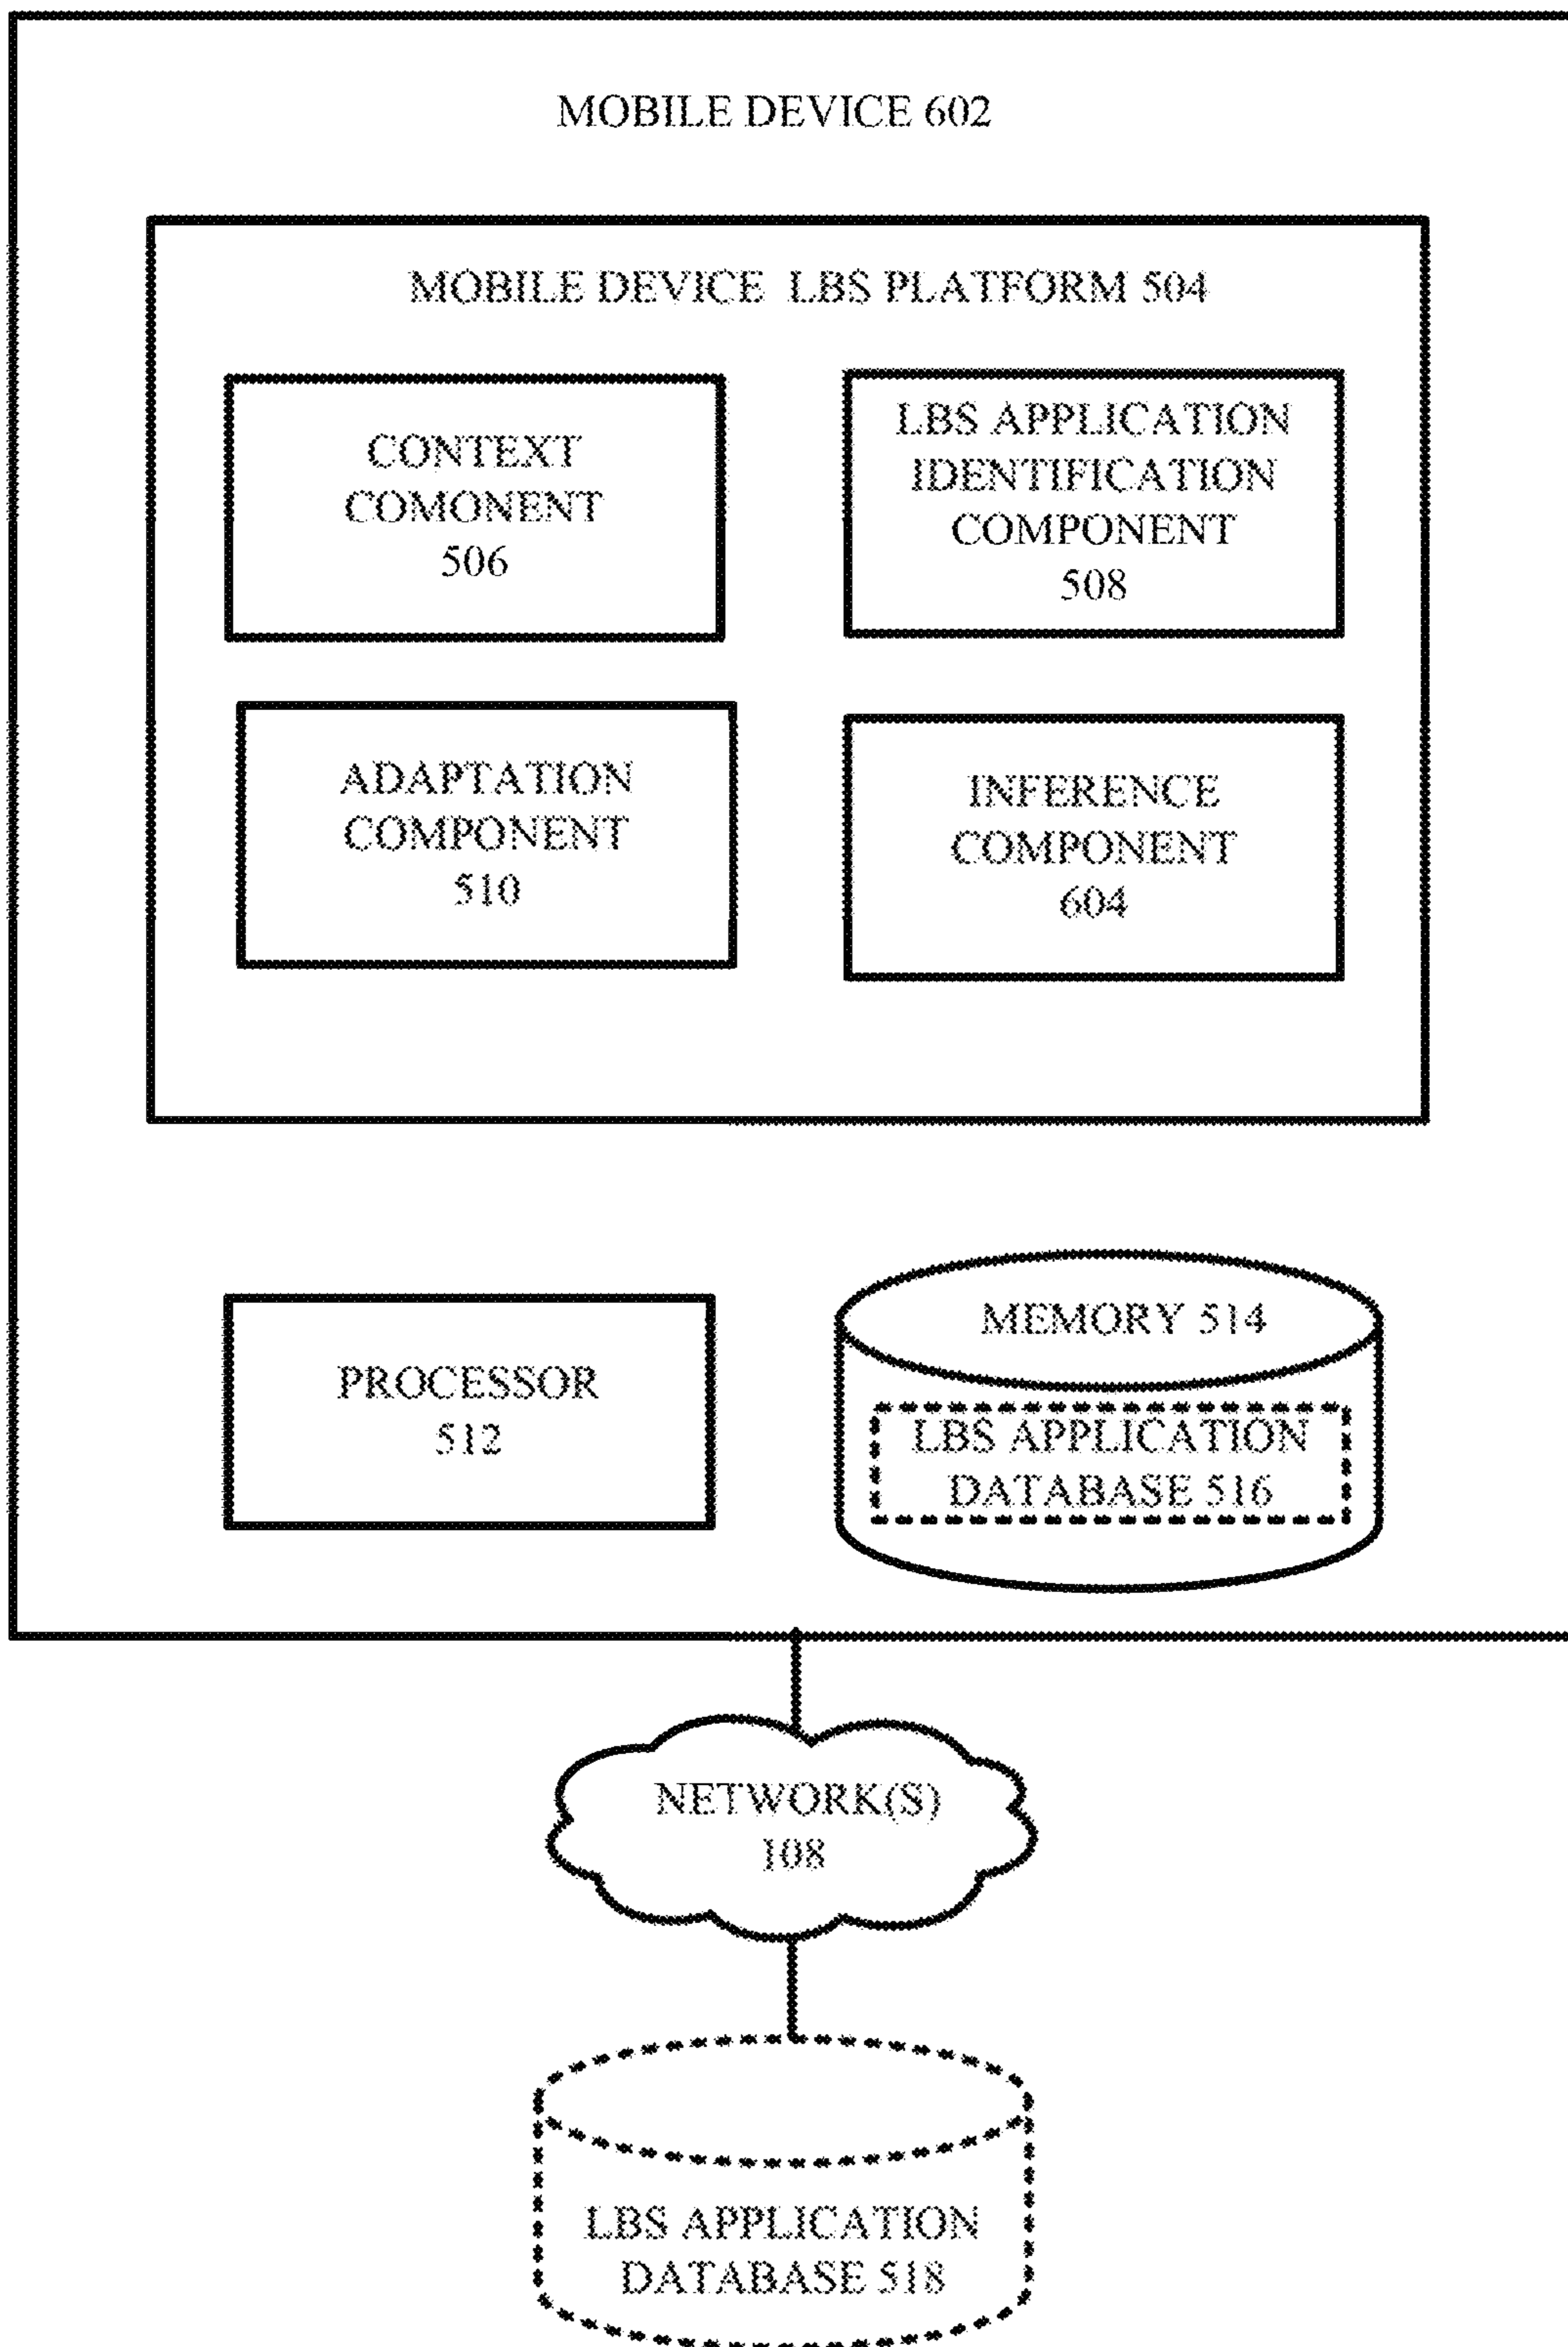 MOBILE DEVICE 602
MOBILE DEVICE LBS PLATFORM 504
CONTEXT
COMONENT
506
LBS APPLICATION
IDENTIFICATION
COMPONENT
508
ADAPTATION
COMPONENT
510
INFERENCE
COMPONENT
604
PROCESSOR
512
MEMORY 514
LBS APPLICATION
DATABASE 516
NETWORK(S)
108
LBS APPLICATION
DATABASE 518